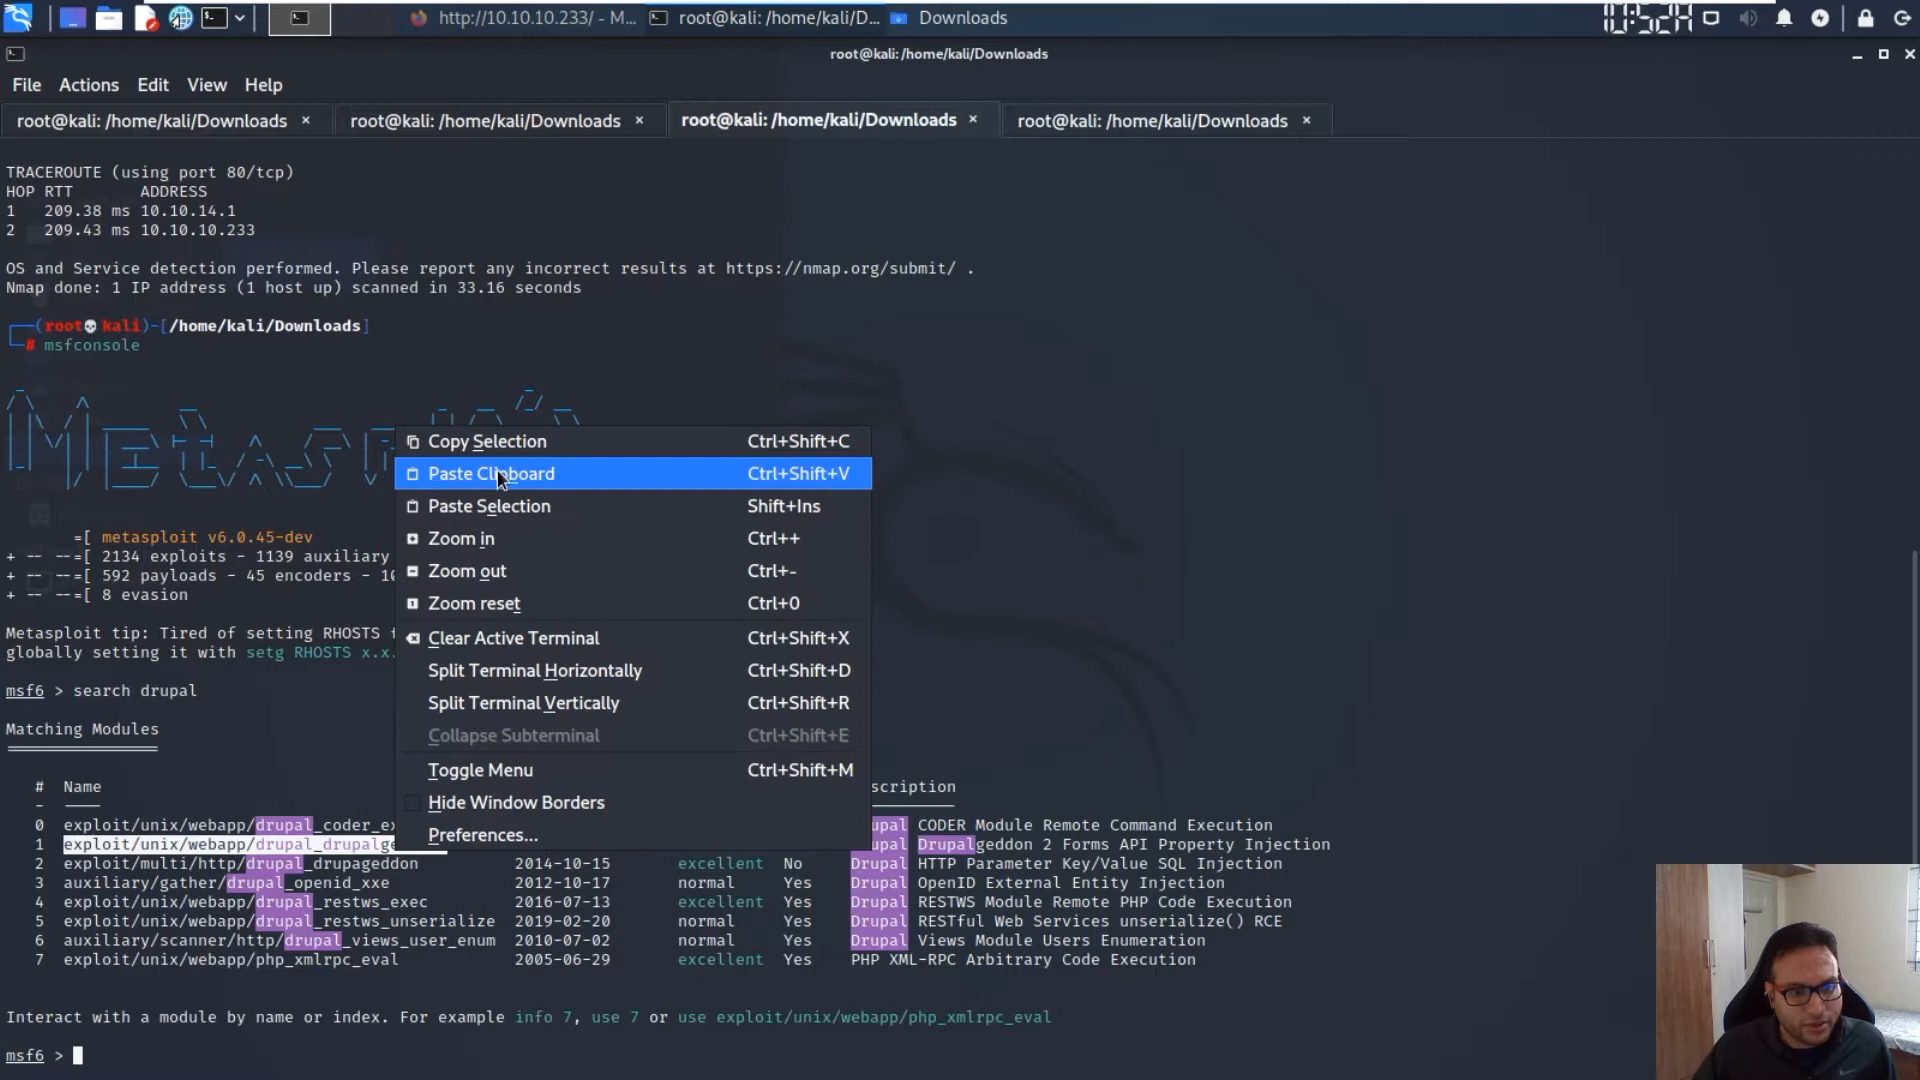 http://10.10.10.233/ - M...
root@kali: /home/kali/D...
Downloads
10:52A
root@kali: /home/kali/Downloads
File Actions Edit View Help
root@kali: /home/kali/Downloads ×
root@kali: /home/kali/Downloads ×
root@kali: /home/kali/Downloads ×
root@kali: /home/kali/Downloads ×
TRACEROUTE (using port 80/tcp)
HOP RTT ADDRESS
1 209.38 ms 10.10.14.1
2 209.43 ms 10.10.10.233
OS and Service detection performed. Please report any incorrect results at https://nmap.org/submit/ .
Nmap done: 1 IP address (1 host up) scanned in 33.16 seconds
(root💀kali)-[/home/kali/Downloads]
# msfconsole
=[ metasploit v6.0.45-dev
+ -- --=[ 2134 exploits - 1139 auxiliary
+ -- --=[ 592 payloads - 45 encoders - 10
+ -- --=[ 8 evasion
Metasploit tip: Tired of setting RHOSTS f
globally setting it with setg RHOSTS x.x.
msf6 > search drupal
Matching Modules
================
# Name scription
- ----
0 exploit/unix/webapp/drupal_coder_ex upal CODER Module Remote Command Execution
1 exploit/unix/webapp/drupal_drupalge upal Drupalgeddon 2 Forms API Property Injection
2 exploit/multi/http/drupal_drupageddon 2014-10-15 excellent No Drupal HTTP Parameter Key/Value SQL Injection
3 auxiliary/gather/drupal_openid_xxe 2012-10-17 normal Yes Drupal OpenID External Entity Injection
4 exploit/unix/webapp/drupal_restws_exec 2016-07-13 excellent Yes Drupal RESTWS Module Remote PHP Code Execution
5 exploit/unix/webapp/drupal_restws_unserialize 2019-02-20 normal Yes Drupal RESTful Web Services unserialize() RCE
6 auxiliary/scanner/http/drupal_views_user_enum 2010-07-02 normal Yes Drupal Views Module Users Enumeration
7 exploit/unix/webapp/php_xmlrpc_eval 2005-06-29 excellent Yes PHP XML-RPC Arbitrary Code Execution
Interact with a module by name or index. For example info 7, use 7 or use exploit/unix/webapp/php_xmlrpc_eval
msf6 >
Copy Selection Ctrl+Shift+C
Paste Clipboard Ctrl+Shift+V
Paste Selection Shift+Ins
Zoom in Ctrl++
Zoom out Ctrl+-
Zoom reset Ctrl+0
Clear Active Terminal Ctrl+Shift+X
Split Terminal Horizontally Ctrl+Shift+D
Split Terminal Vertically Ctrl+Shift+R
Collapse Subterminal Ctrl+Shift+E
Toggle Menu Ctrl+Shift+M
Hide Window Borders
Preferences...